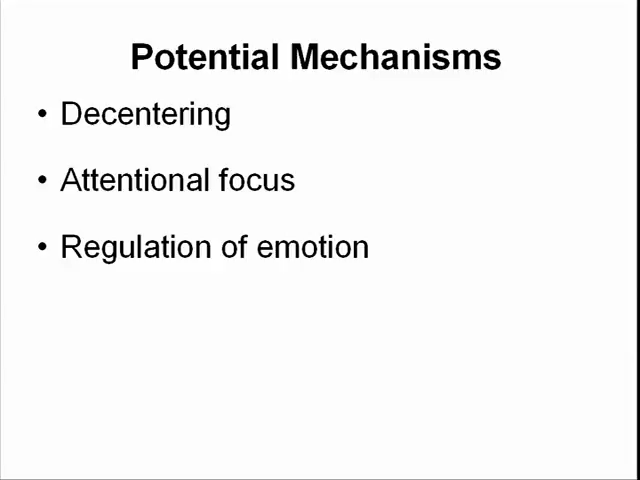 Potential Mechanisms
• Decentering
• Attentional focus
• Regulation of emotion